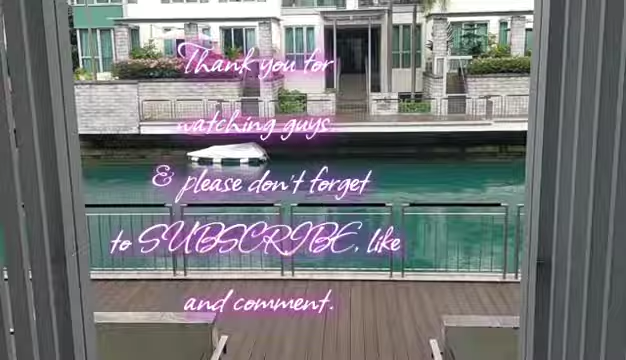 Thank you for
watching guys
& please don't forget
to SUBSCRIBE, like
and comment.